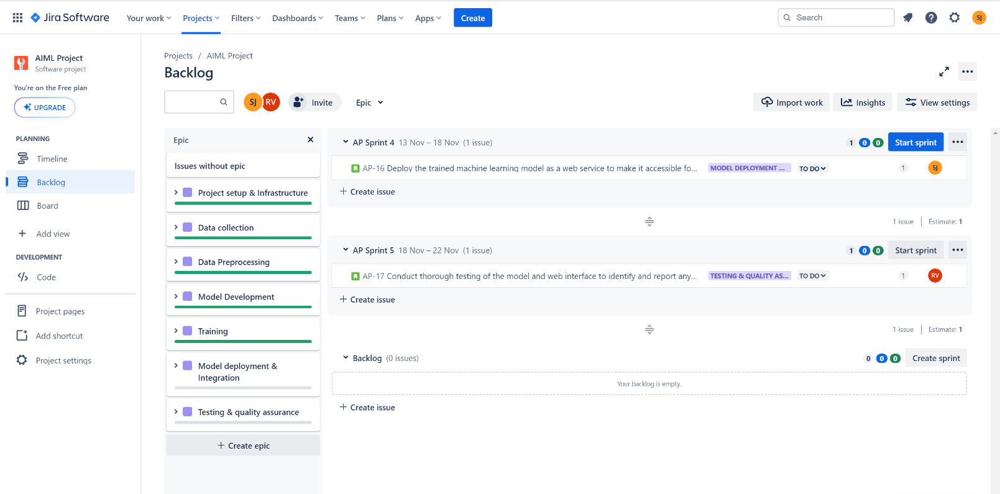 Jira Software Your work Projects Filters Dashboards Teams Plans Apps Create Search SJ
AIML Project
Software project
You're on the Free plan
UPGRADE
PLANNING
Timeline
Backlog
Board
Add view
DEVELOPMENT
Code
Project pages
Add shortcut
Project settings
Projects / AIML Project
Backlog
SJ RV Invite Epic Import work Insights View settings
Epic
Issues without epic
Project setup & Infrastructure
Data collection
Data Preprocessing
Model Development
Training
Model deployment &
Integration
Testing & quality assurance
Create epic
AP Sprint 4 13 Nov – 18 Nov (1 issue) 1 0 0 Start sprint
AP-16 Deploy the trained machine learning model as a web service to make it accessible fo... MODEL DEPLOYMENT ... TO DO 1 SJ
Create issue
1 issue Estimate: 1
AP Sprint 5 18 Nov – 22 Nov (1 issue) 1 0 0 Start sprint
AP-17 Conduct thorough testing of the model and web interface to identify and report any... TESTING & QUALITY AS... TO DO 1 RV
Create issue
1 issue Estimate: 1
Backlog (0 issues) 0 0 0 Create sprint
Your backlog is empty.
Create issue